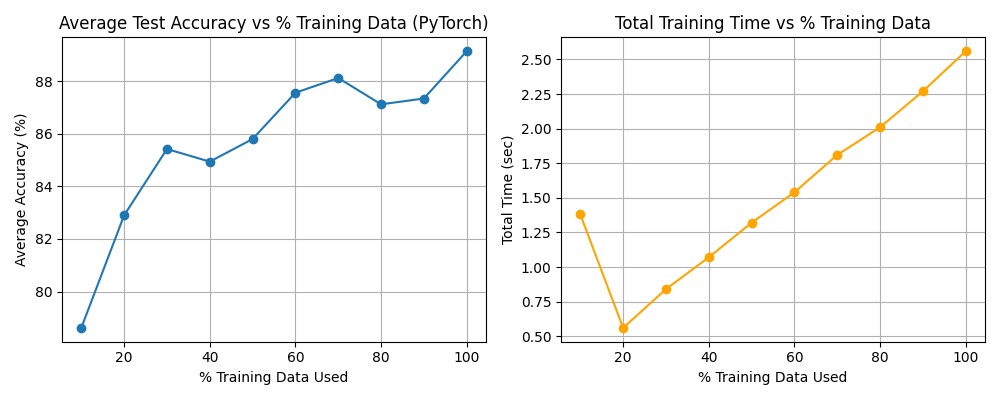 Average Test Accuracy vs % Training Data (PyTorch)
88
86
84
82
80
Average Accuracy (%)
20 40 60 80 100
% Training Data Used
Total Training Time vs % Training Data
2.50
2.25
2.00
1.75
1.50
1.25
1.00
0.75
0.50
Total Time (sec)
20 40 60 80 100
% Training Data Used